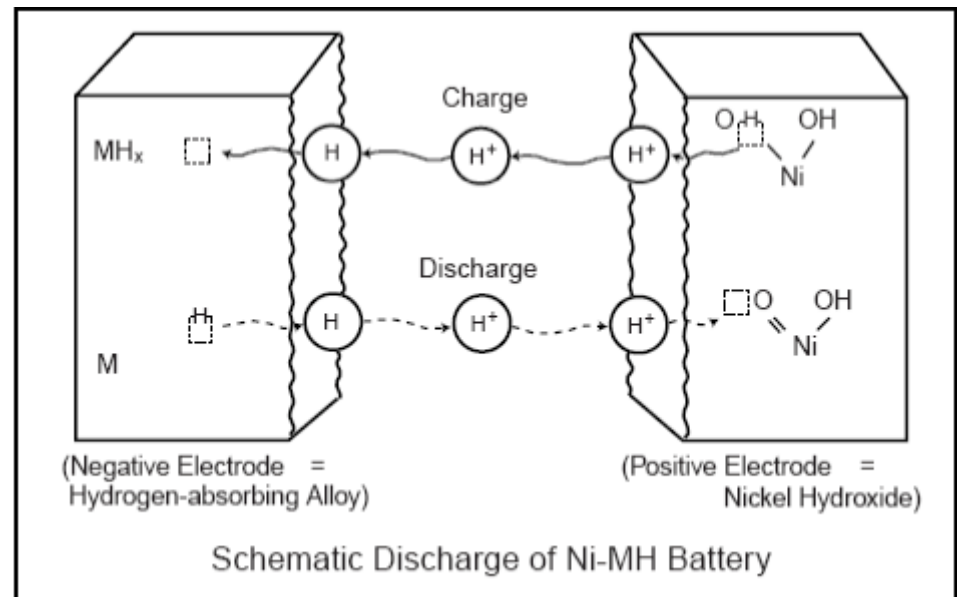 Charge
MHₓ
H
H⁺
H⁺
O H
OH
Ni
Discharge
H
H
H⁺
H⁺
O
OH
Ni
M
(Negative Electrode =
Hydrogen-absorbing Alloy)
(Positive Electrode =
Nickel Hydroxide)
Schematic Discharge of Ni-MH Battery